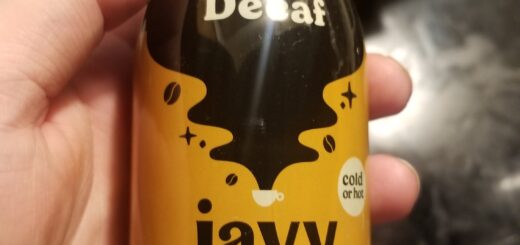 Decaf
cold
or hot
javy